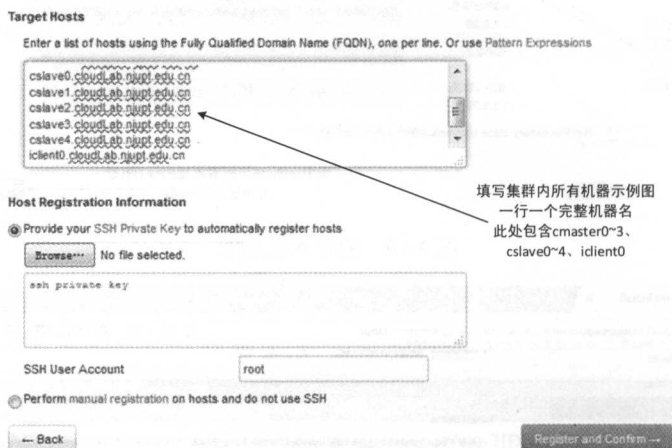 Target Hosts
Enter a list of hosts using the Fully Qualified Domain Name (FQDN), one per line. Or use Pattern Expressions
cslave0.cloudLab.njupt.edu.cn
cslave1.cloudLab.njupt.edu.cn
cslave2.cloudLab.njupt.edu.cn
cslave3.cloudLab.njupt.edu.cn
cslave4.cloudLab.njupt.edu.cn
iclient0.cloudLab.njupt.edu.cn
填写集群内所有机器示例图
一行一个完整机器名
此处包含cmaster0~3、
cslave0~4、iclient0
Host Registration Information
Provide your SSH Private Key to automatically register hosts
Browse... No file selected.
ssh private key
SSH User Account root
Perform manual registration on hosts and do not use SSH
← Back
Register and Confirm →